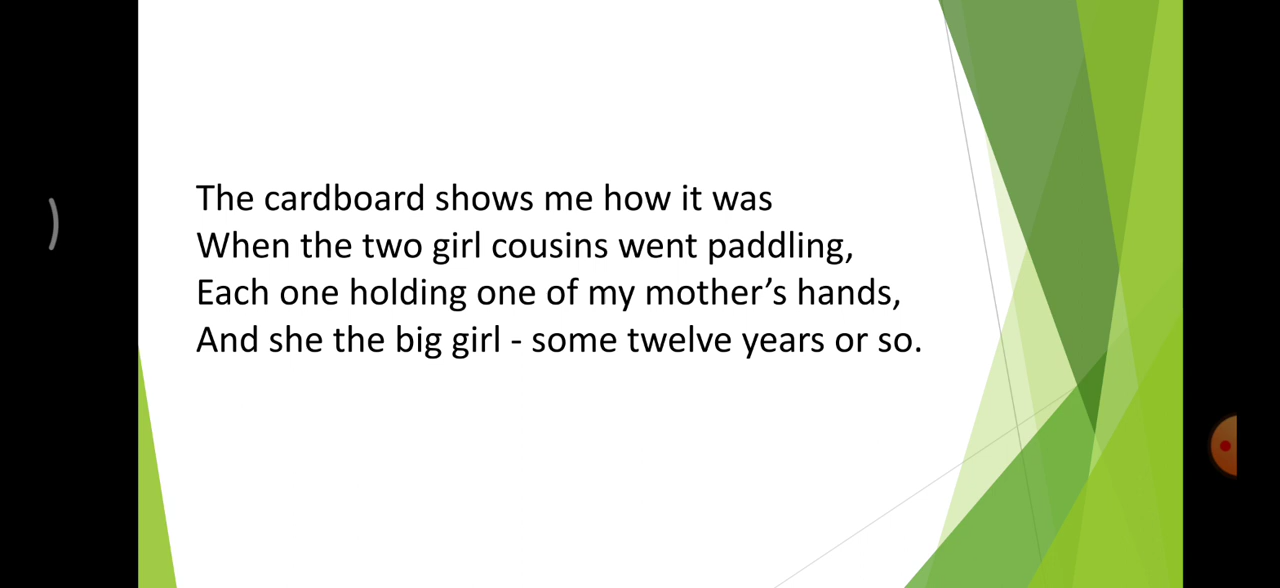 The cardboard shows me how it was
When the two girl cousins went paddling,
Each one holding one of my mother’s hands,
And she the big girl - some twelve years or so.